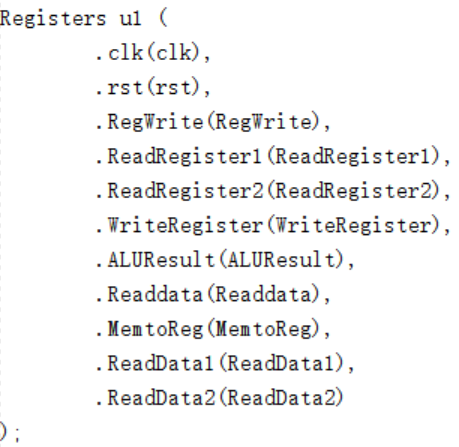 Registers u1 (
.clk(clk),
.rst(rst),
.RegWrite(RegWrite),
.ReadRegister1(ReadRegister1),
.ReadRegister2(ReadRegister2),
.WriteRegister(WriteRegister),
.ALUResult(ALUResult),
.Readdata(Readdata),
.MemtoReg(MemtoReg),
.ReadData1(ReadData1),
.ReadData2(ReadData2)
);